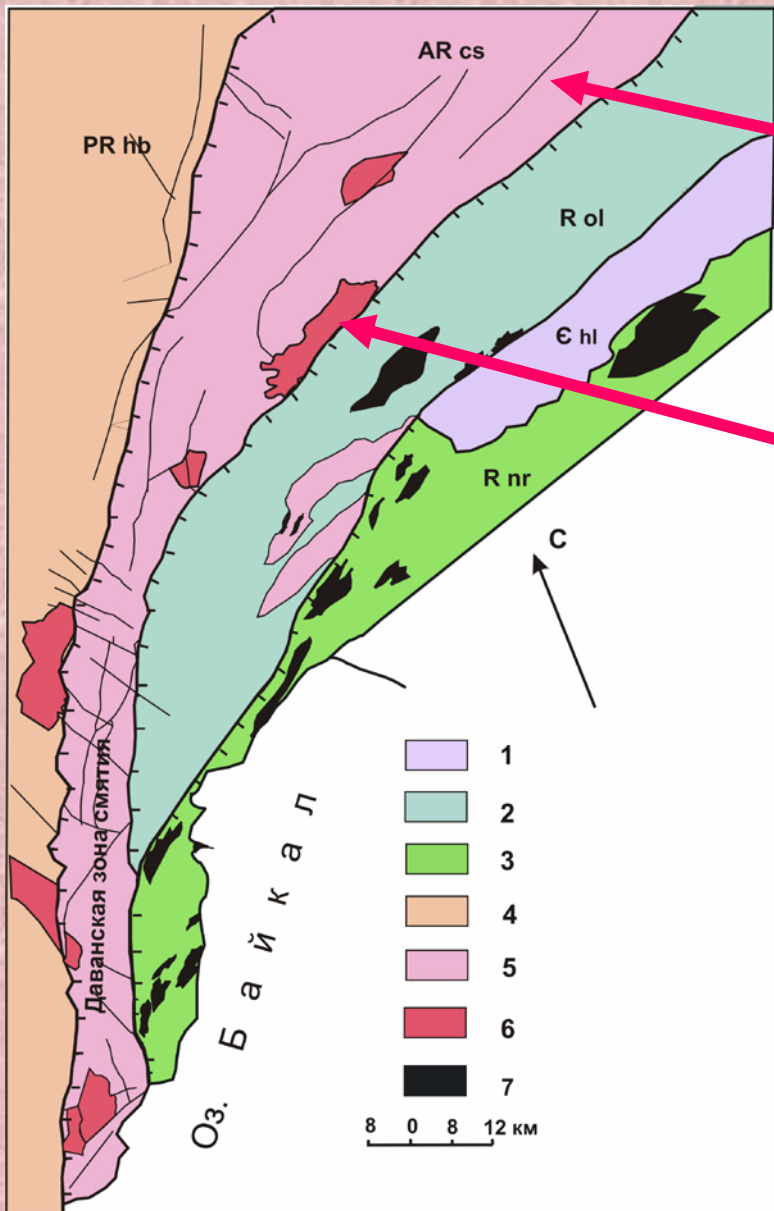 AR cs
PR hb
R ol
Є hl
R nr
С
Даванская зона смятия
Оз. Байкал
1
2
3
4
5
6
7
8 0 8 12 км